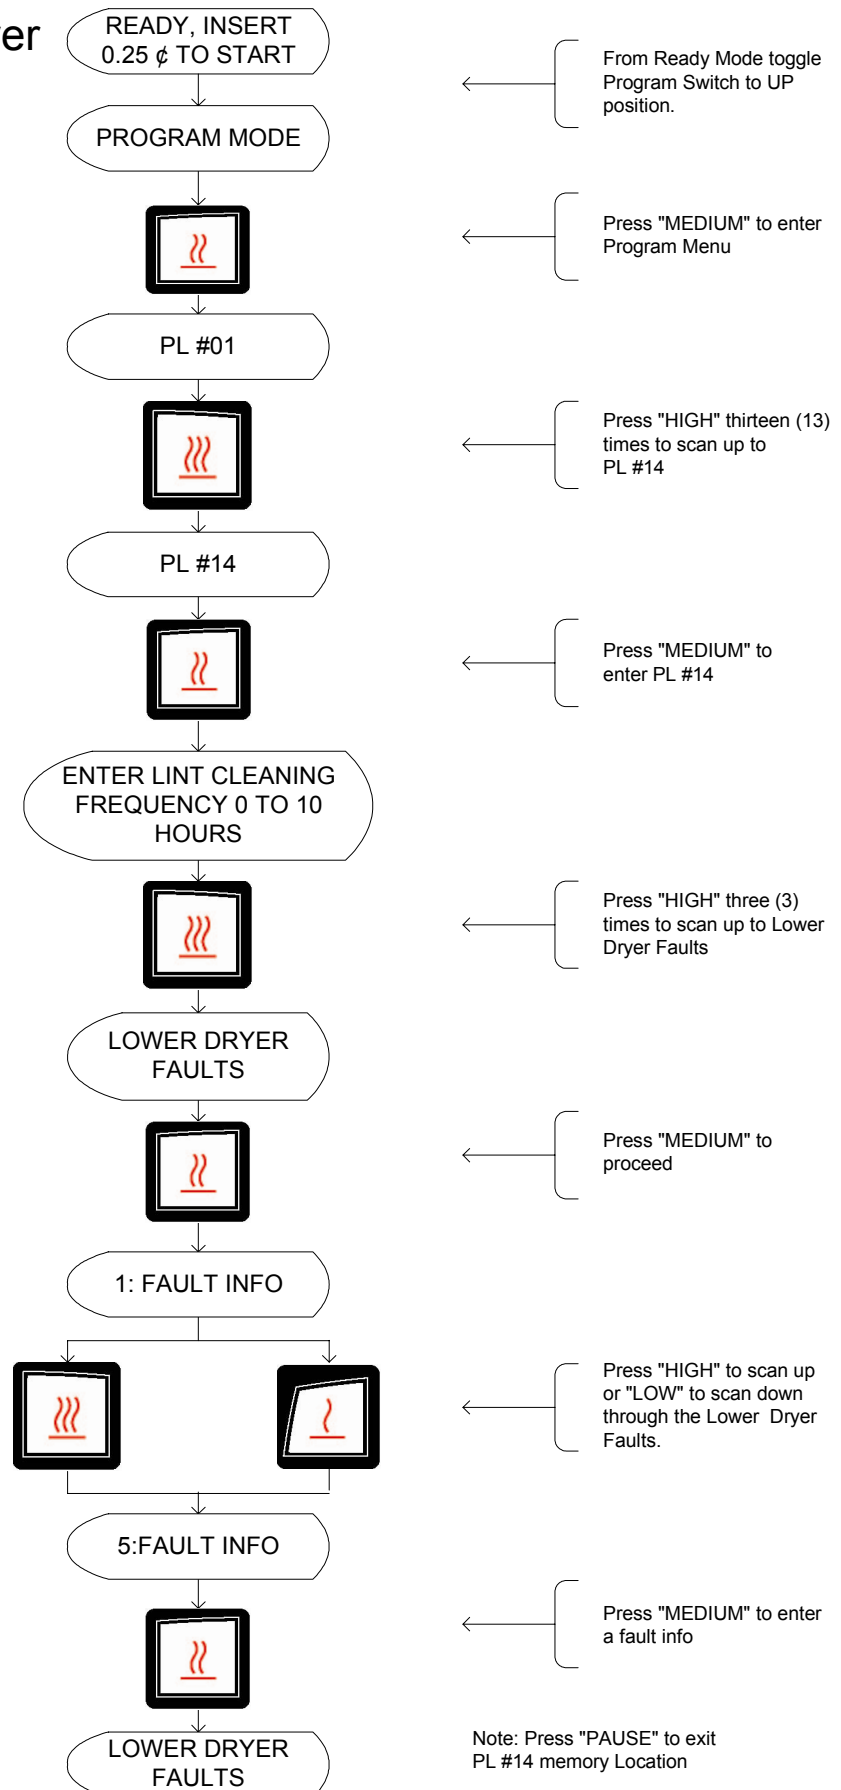 er
READY, INSERT
0.25 ¢ TO START
From Ready Mode toggle
Program Switch to UP
position.
PROGRAM MODE
Press "MEDIUM" to enter
Program Menu
PL #01
Press "HIGH" thirteen (13)
times to scan up to
PL #14
PL #14
Press "MEDIUM" to
enter PL #14
ENTER LINT CLEANING
FREQUENCY 0 TO 10
HOURS
Press "HIGH" three (3)
times to scan up to Lower
Dryer Faults
LOWER DRYER
FAULTS
Press "MEDIUM" to
proceed
1: FAULT INFO
Press "HIGH" to scan up
or "LOW" to scan down
through the Lower  Dryer
Faults.
5:FAULT INFO
Press "MEDIUM" to enter
a fault info
LOWER DRYER
FAULTS
Note: Press "PAUSE" to exit
PL #14 memory Location